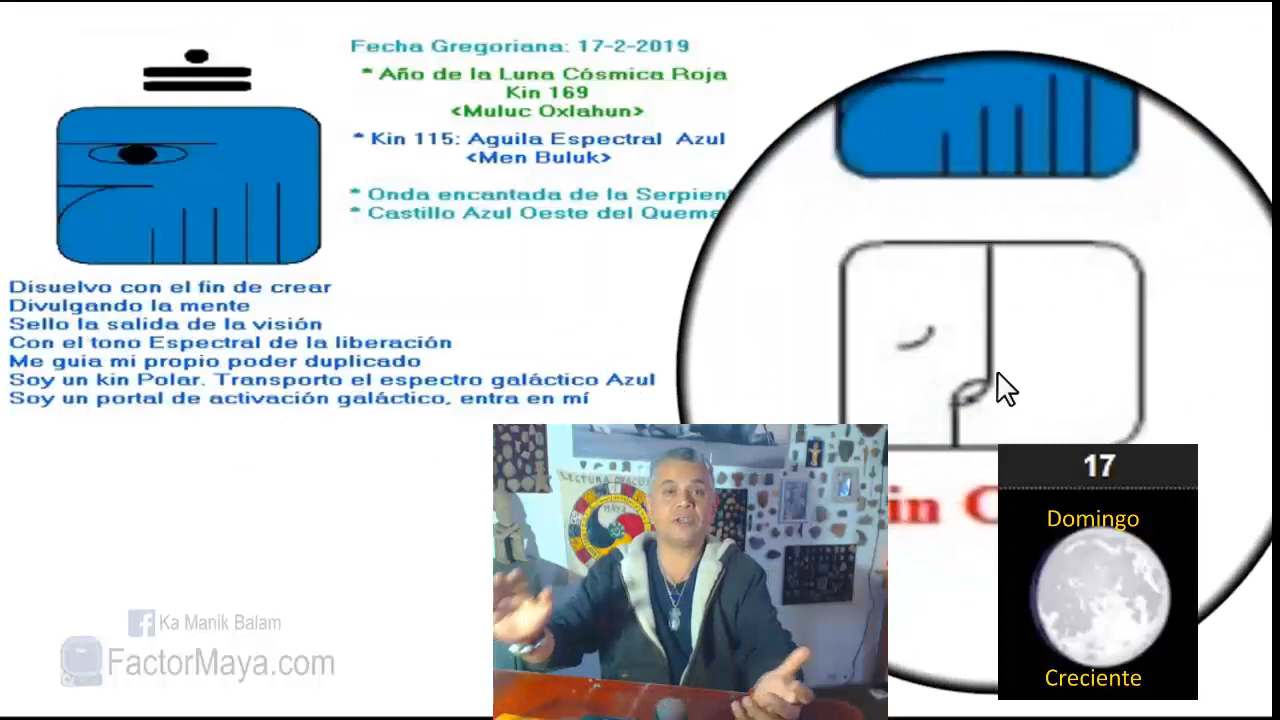 Fecha Gregoriana: 17-2-2019
* Año de la Luna Cósmica Roja
Kin 169
<Muluc Oxlahun>
* Kin 115: Aguila Espectral Azul
<Men Buluk>
* Onda encantada de la
* Castillo Azul Oeste del
Disuelvo con el fin de crear
Divulgando la mente
Sello la salida de la visión
Con el tono Espectral de la liberación
Me guia mi propio poder duplicado
Soy un kin Polar. Transporto el espectro galáctico Azul
Soy un portal de activación galáctico, entra en mí
17
Domingo
Creciente
MAYA
Ka Manik Balam
FactorMaya.com